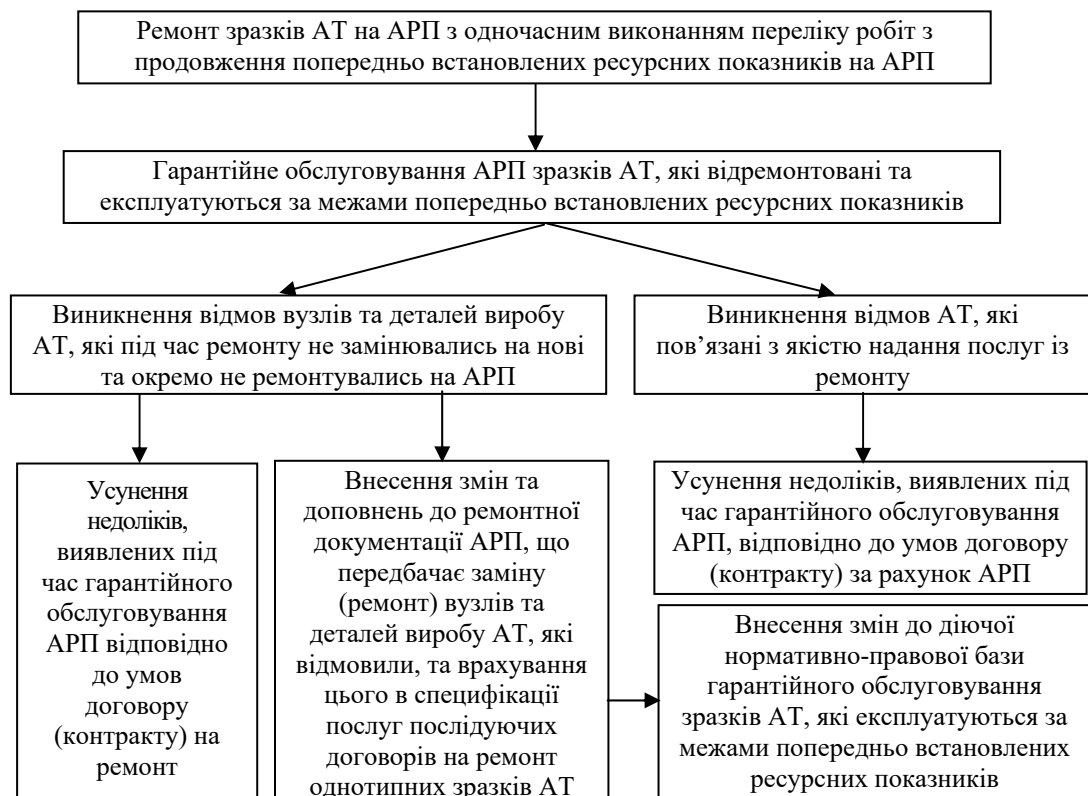 Ремонт зразків АТ на АРП з одночасним виконанням переліку робіт з
продовження попередньо встановлених ресурсних показників на АРП
Гарантійне обслуговування АРП зразків АТ, які відремонтовані та
експлуатуються за межами попередньо встановлених ресурсних показників
Виникнення відмов вузлів та деталей виробу
АТ, які під час ремонту не замінювались на нові
та окремо не ремонтувались на АРП
Виникнення відмов АТ, які
пов’язані з якістю надання послуг із
ремонту
Усунення
недоліків,
виявлених під
час гарантійного
обслуговування
АРП відповідно
до умов
договору
(контракту) на
ремонт
Внесення змін та
доповнень до ремонтної
документації АРП, що
передбачає заміну
(ремонт) вузлів та
деталей виробу АТ, які
відмовили, та врахування
цього в специфікації
послуг послідуючих
договорів на ремонт
однотипних зразків АТ
Усунення недоліків, виявлених під
час гарантійного обслуговування
АРП, відповідно до умов договору
(контракту) за рахунок АРП
Внесення змін до діючої
нормативно-правової бази
гарантійного обслуговування
зразків АТ, які експлуатуються за
межами попередньо встановлених
ресурсних показників